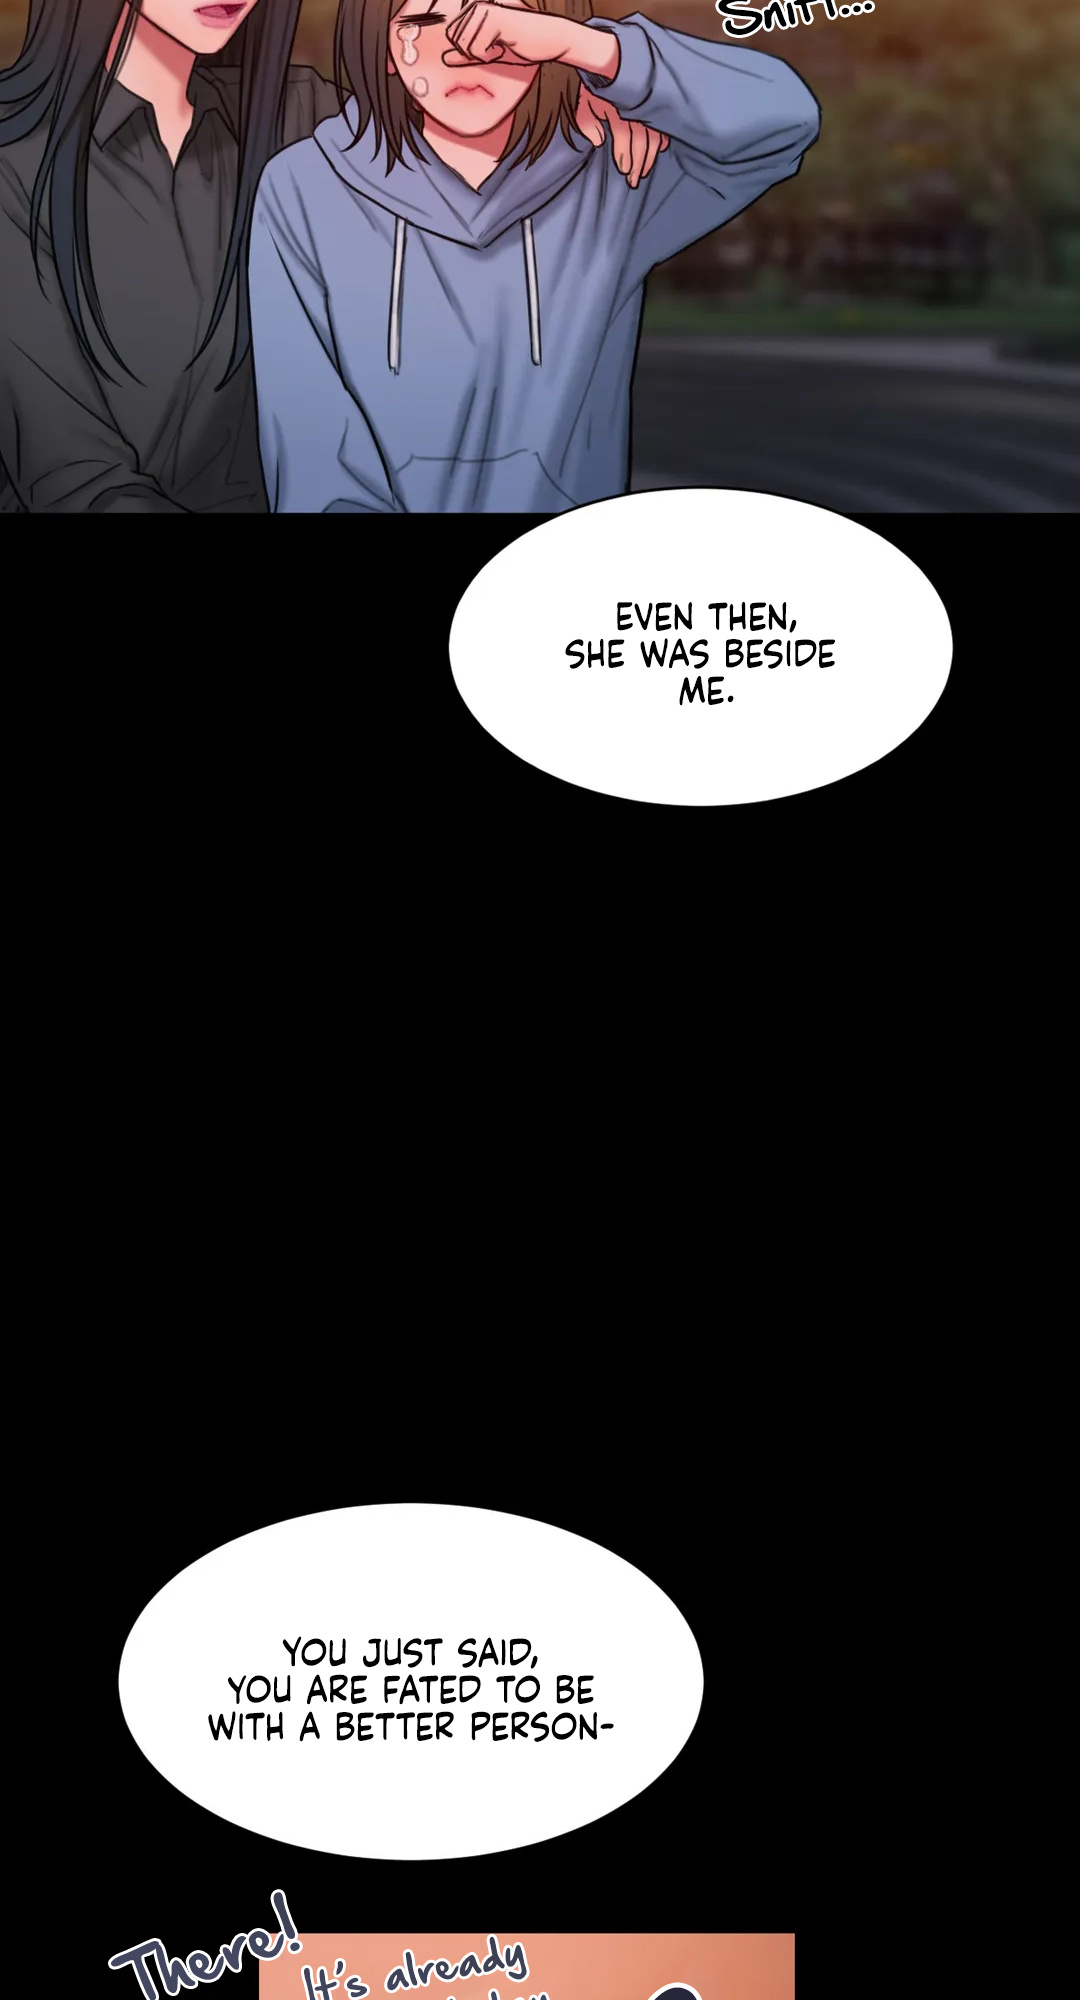 Sniff...
EVEN THEN,
SHE WAS BESIDE
ME.
YOU JUST SAID,
YOU ARE FATED TO BE
WITH A BETTER PERSON-
There!
It's already